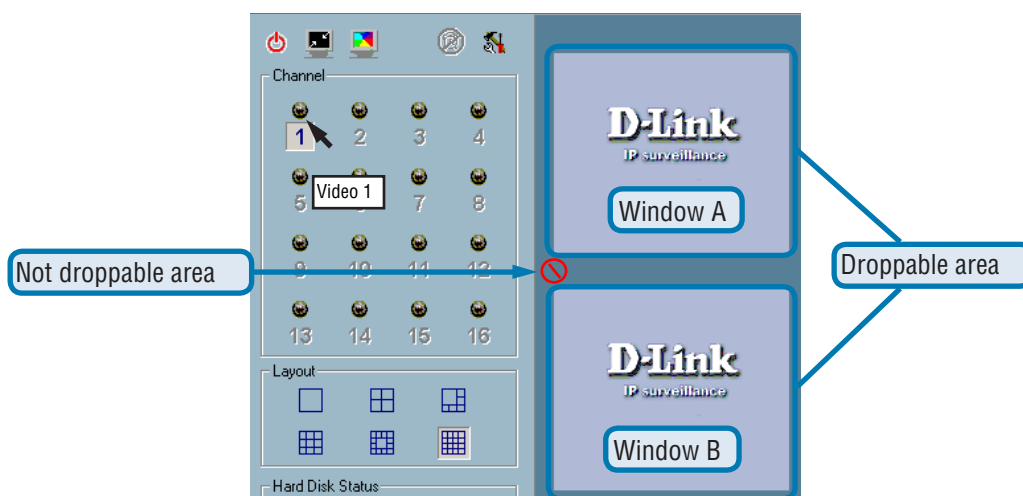 Channel
1 2 3 4
Video 1
5 6 7 8
9 10 11 12
13 14 15 16
Layout
Hard Disk Status
D-Link
IP surveillance
Window A
D-Link
IP surveillance
Window B
Not droppable area
Droppable area